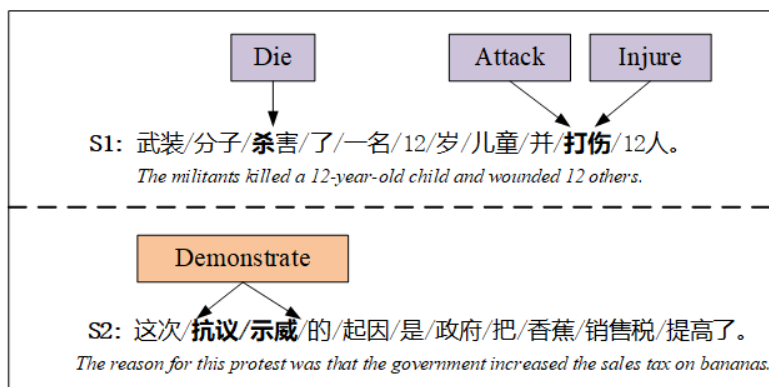 Die Attack Injure
S1: 武装/分子/杀害/了/一名/12/岁/儿童/并/打伤/12人。
The militants killed a 12-year-old child and wounded 12 others.
Demonstrate
S2: 这次/抗议/示威/的/起因/是/政府/把/香蕉/销售税/提高了。
The reason for this protest was that the government increased the sales tax on bananas.